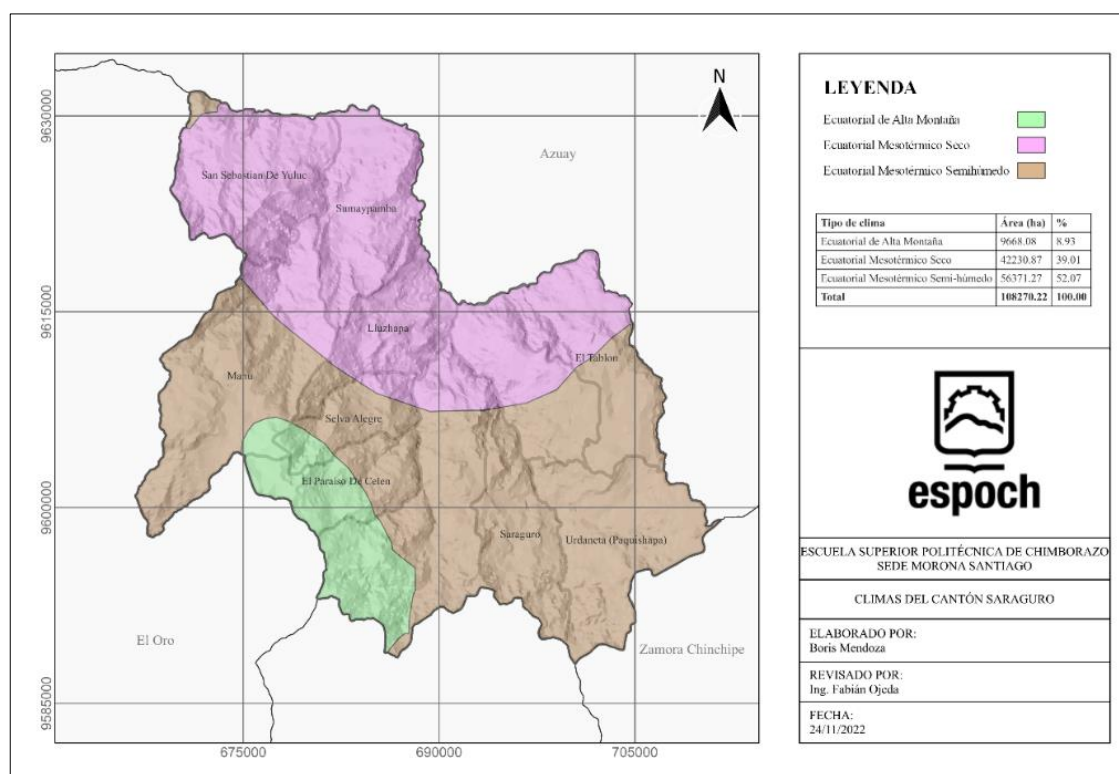 9630000
9615000
9600000
9585000
675000
690000
705000
N
Azuay
San Sebastian De Yuluc
Sumaypamba
Lluzhapa
El Tablon
Manú
Selva Alegre
El Paraiso De Celen
Saraguro
Urdaneta (Paquishapa)
El Oro
Zamora Chinchipe
LEYENDA
Ecuatorial de Alta Montaña
Ecuatorial Mesotérmico Seco
Ecuatorial Mesotérmico Semihúmedo
Tipo de clima Área (ha) %
Ecuatorial de Alta Montaña 9668.08 8.93
Ecuatorial Mesotérmico Seco 42230.87 39.01
Ecuatorial Mesotérmico Semi-húmedo 56371.27 52.07
Total 108270.22 100.00
espoch
ESCUELA SUPERIOR POLITÉCNICA DE CHIMBORAZO
SEDE MORONA SANTIAGO
CLIMAS DEL CANTÓN SARAGURO
ELABORADO POR:
Boris Mendoza
REVISADO POR:
Ing. Fabián Ojeda
FECHA:
24/11/2022